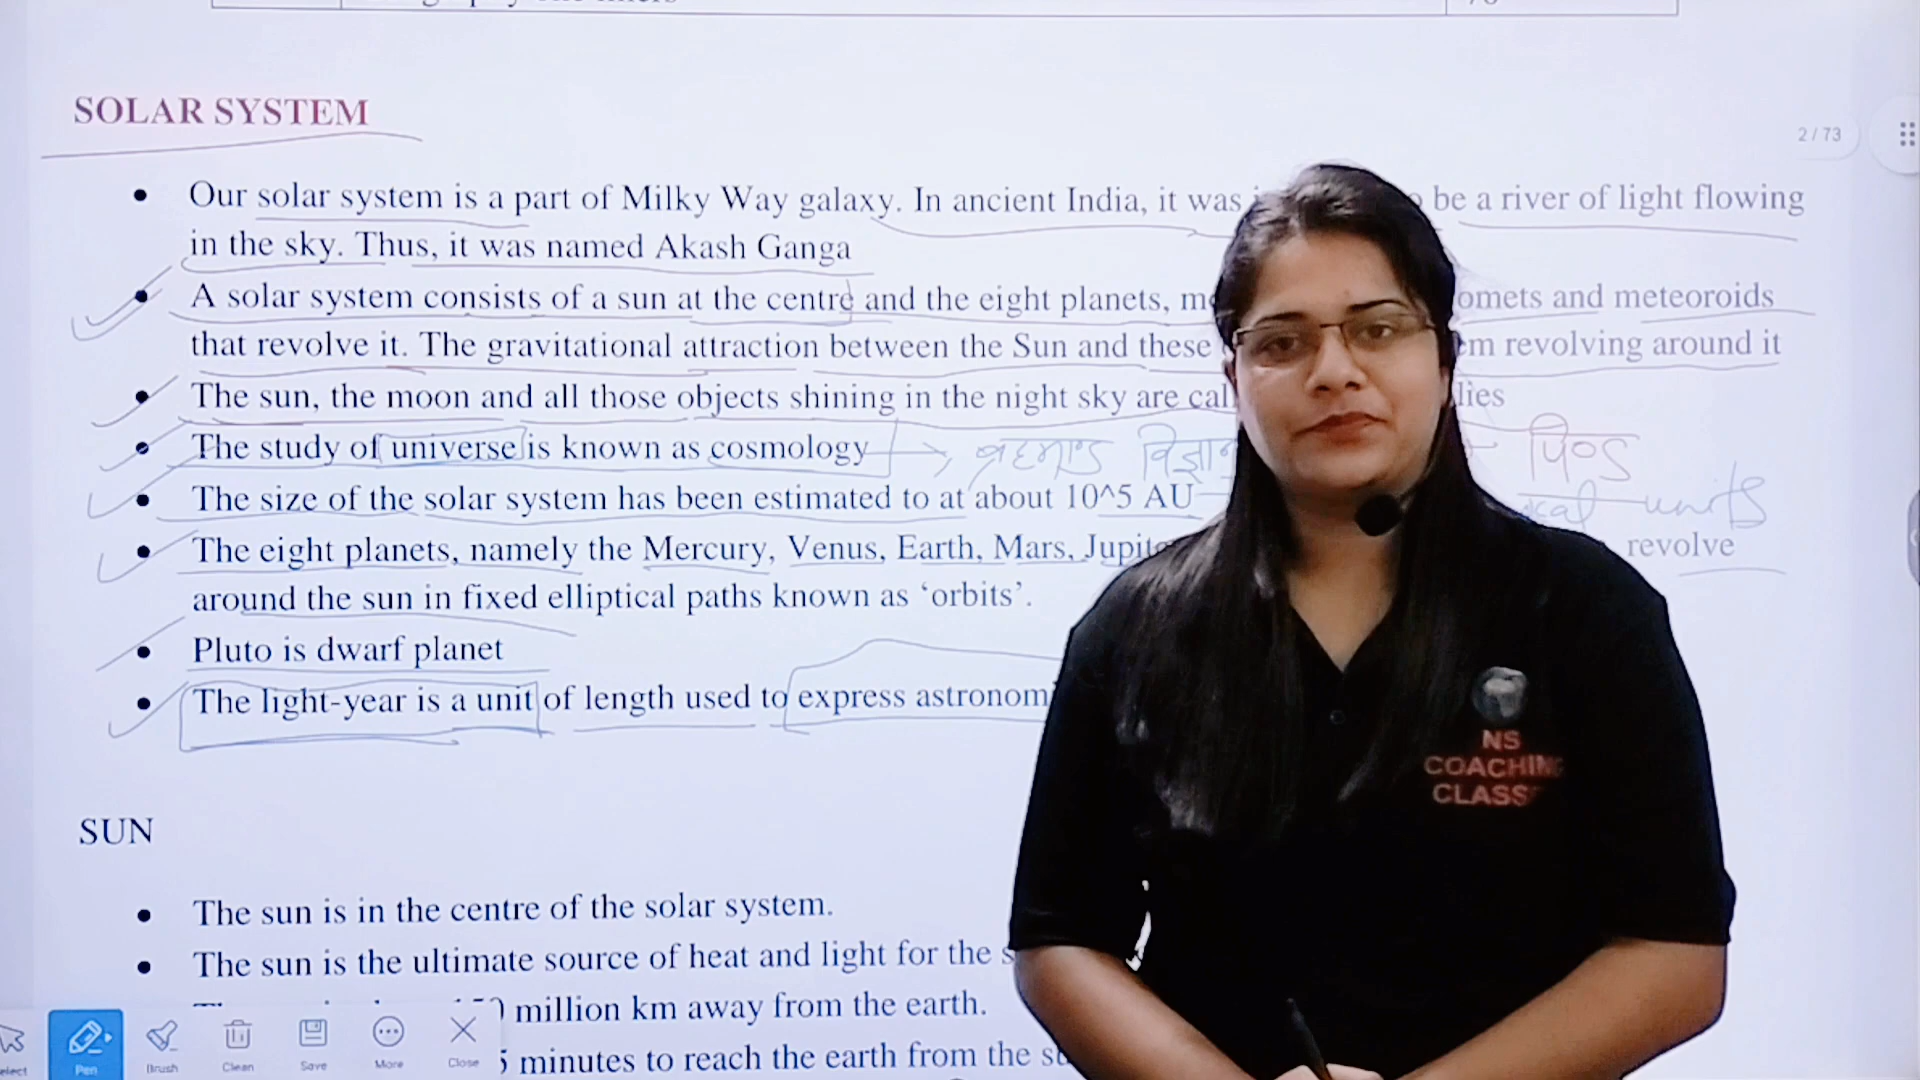 SOLAR SYSTEM
2 / 73
• Our solar system is a part of Milky Way galaxy. In ancient India, it was be a river of light flowing
in the sky. Thus, it was named Akash Ganga
• A solar system consists of a sun at the centre and the eight planets, and meteoroids
that revolve it. The gravitational attraction between the Sun and these revolving around it
• The sun, the moon and all those objects shining in the night sky are
• The study of universe is known as cosmology पिण्ड
• The size of the solar system has been estimated to at about 10^5 AU units
• The eight planets, namely the Mercury, Venus, Earth, Mars, revolve
around the sun in fixed elliptical paths known as ‘orbits’.
• Pluto is dwarf planet
• The light-year is a unit of length used to express
NS
COACHING
CLASS
SUN
• The sun is in the centre of the solar system.
• The sun is the ultimate source of heat and light for the
million km away from the earth.
minutes to reach the earth from the
Pen
Brush
Clean
Save
More
Close